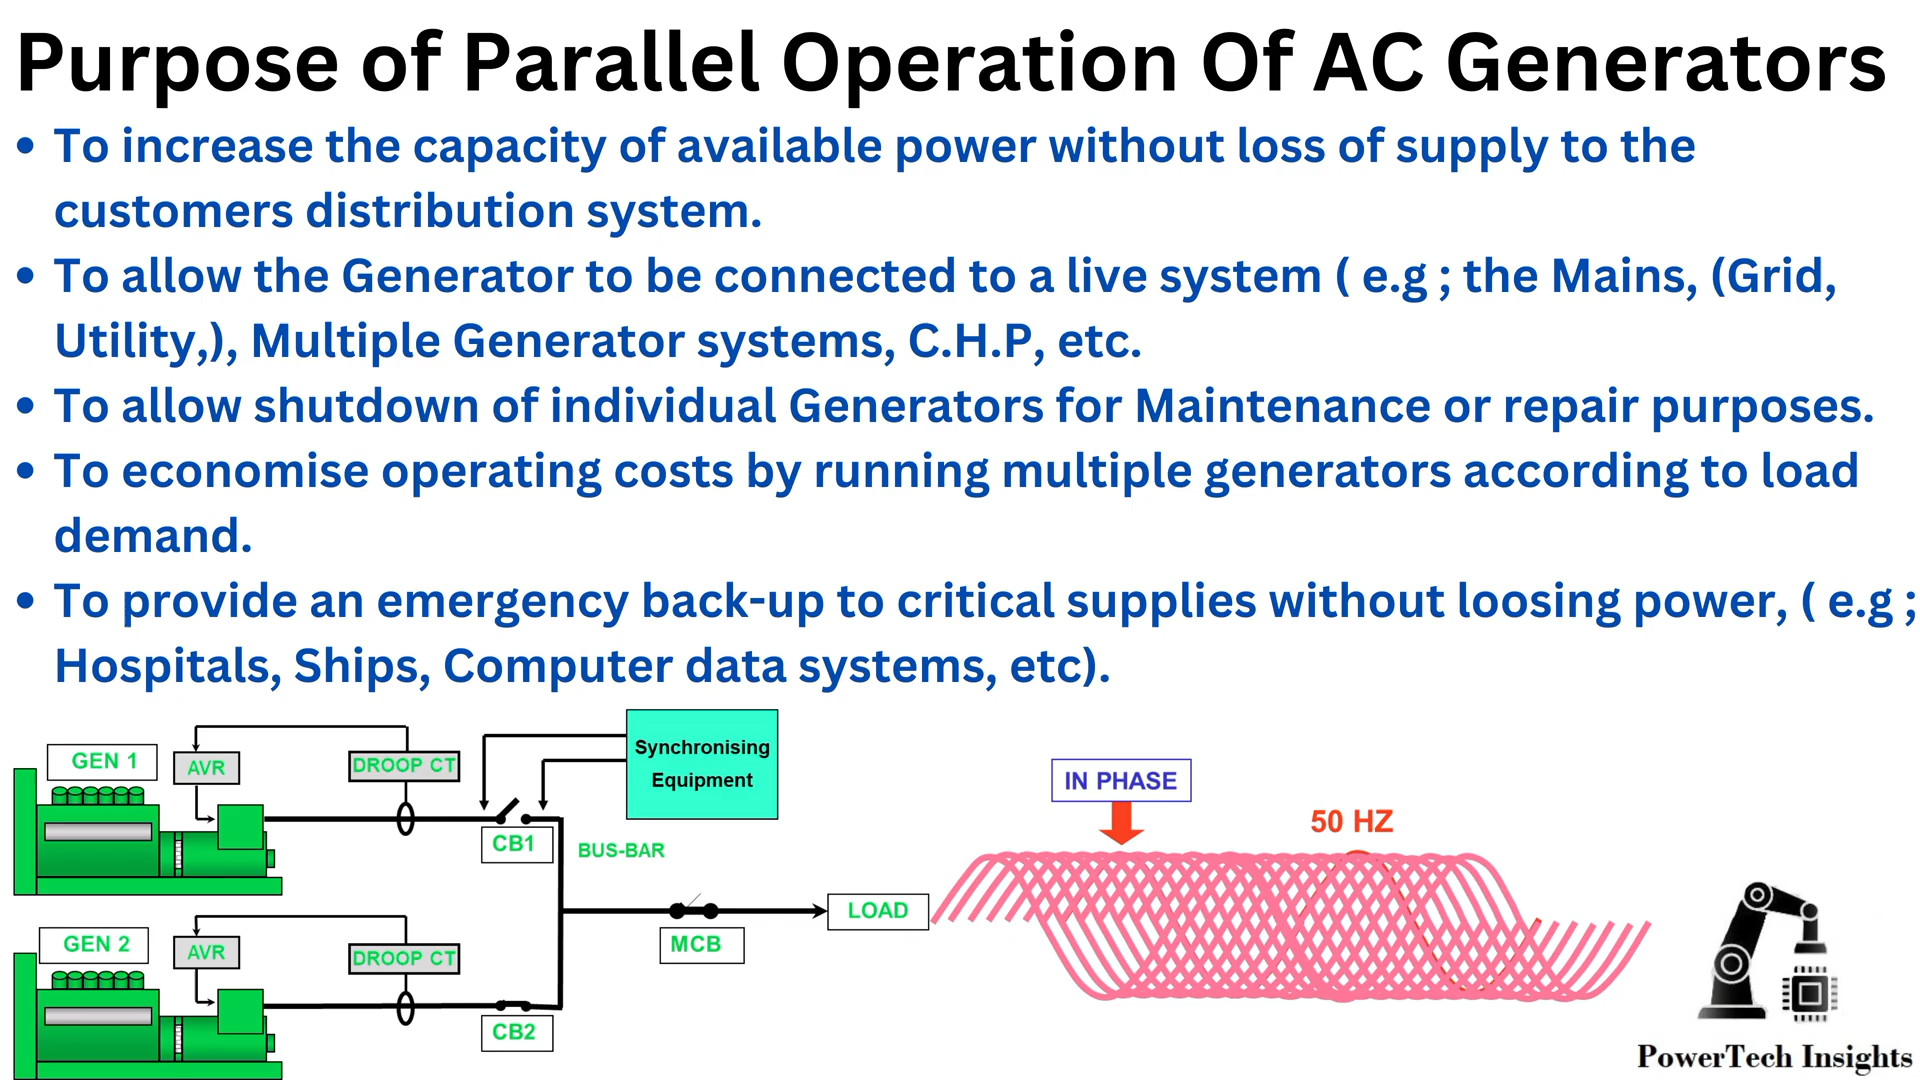 Purpose of Parallel Operation Of AC Generators
• To increase the capacity of available power without loss of supply to the
customers distribution system.
• To allow the Generator to be connected to a live system ( e.g ; the Mains, (Grid,
Utility,), Multiple Generator systems, C.H.P, etc.
• To allow shutdown of individual Generators for Maintenance or repair purposes.
• To economise operating costs by running multiple generators according to load
demand.
• To provide an emergency back-up to critical supplies without loosing power, ( e.g ;
Hospitals, Ships, Computer data systems, etc).
GEN 1
AVR
DROOP CT
Synchronising
Equipment
CB1
BUS-BAR
IN PHASE
50 HZ
LOAD
MCB
GEN 2
AVR
DROOP CT
CB2
PowerTech Insights